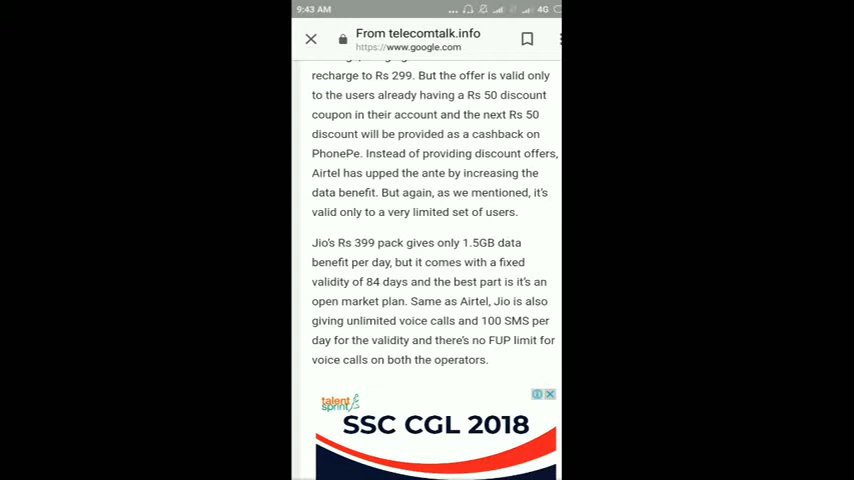 9:43 AM
... 4G
From telecomtalk.info
https://www.google.com
recharge to Rs 299. But the offer is valid only
to the users already having a Rs 50 discount
coupon in their account and the next Rs 50
discount will be provided as a cashback on
PhonePe. Instead of providing discount offers,
Airtel has upped the ante by increasing the
data benefit. But again, as we mentioned, it's
valid only to a very limited set of users.
Jio's Rs 399 pack gives only 1.5GB data
benefit per day, but it comes with a fixed
validity of 84 days and the best part is it's an
open market plan. Same as Airtel, Jio is also
giving unlimited voice calls and 100 SMS per
day for the validity and there's no FUP limit for
voice calls on both the operators.
talent
sprint
SSC CGL 2018